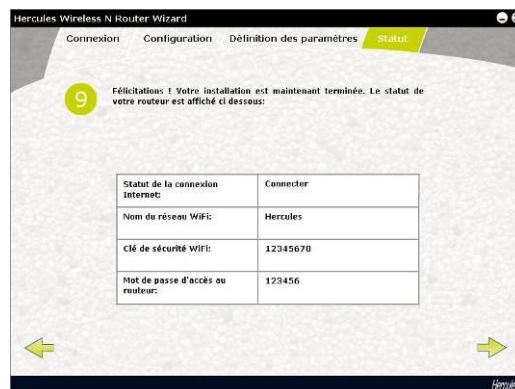 Hercules Wireless N Router Wizard
Connexion Configuration Définition des paramètres Statut
9
Félicitations ! Votre installation est maintenant terminée. Le statut de
votre routeur est affiché ci dessous:
Statut de la connexion
Internet:
Connecter
Nom du réseau WiFi:
Hercules
Clé de sécurité WiFi:
12345678
Mot de passe d'accès au
routeur:
123456